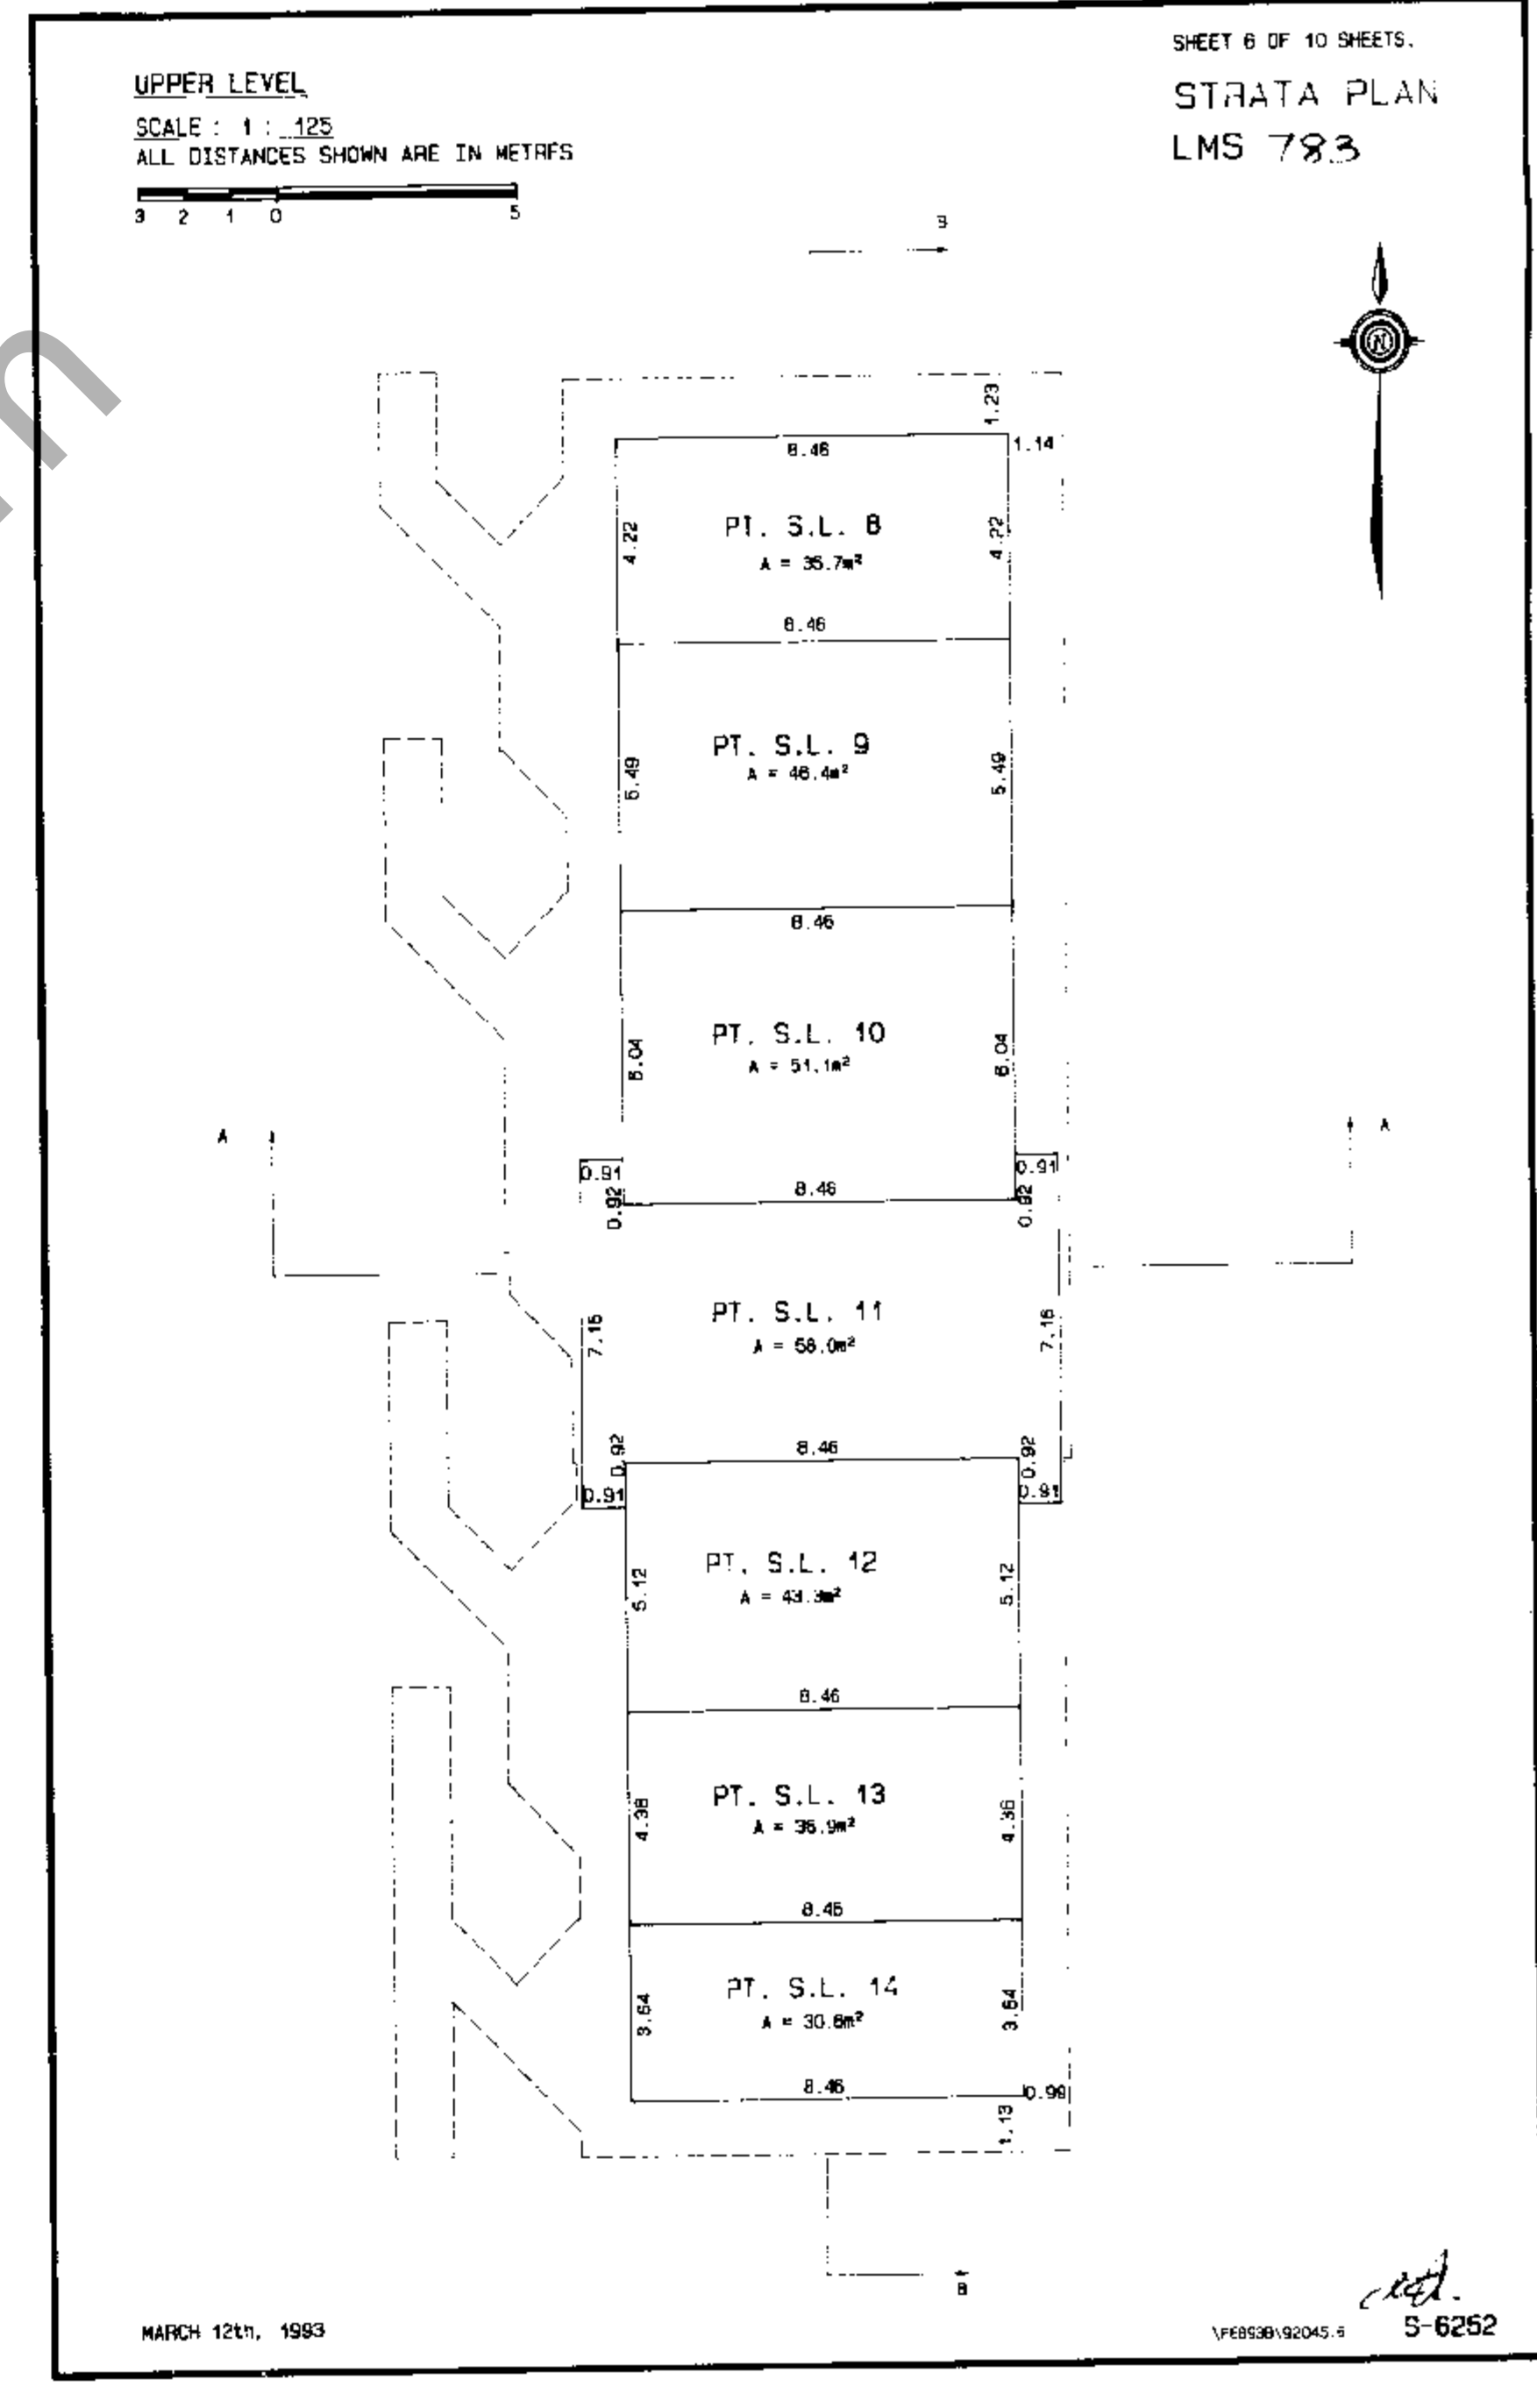 SHEET 6 OF 10 SHEETS.
STRATA PLAN
LMS 783
UPPER LEVEL
SCALE : 1 : 125
ALL DISTANCES SHOWN ARE IN METRES
3 2 1 0 5
B
1.23
8.46
1.14
4.22
PT. S.L. 8
4.22
A = 35.7m²
8.46
PT. S.L. 9
5.49
A = 46.4m²
5.49
8.46
PT. S.L. 10
6.04
A = 51.1m²
6.04
A
A
0.91
0.91
0.92
8.46
0.92
PT. S.L. 11
7.16
A = 58.0m²
7.16
0.92
8.46
0.92
0.91
0.91
PT. S.L. 12
5.12
A = 43.3m²
5.12
8.46
PT. S.L. 13
4.36
A = 36.9m²
4.36
8.46
PT. S.L. 14
3.64
A = 30.8m²
3.64
8.46
0.99
1.13
B
N
MARCH 12th, 1993
S-6252